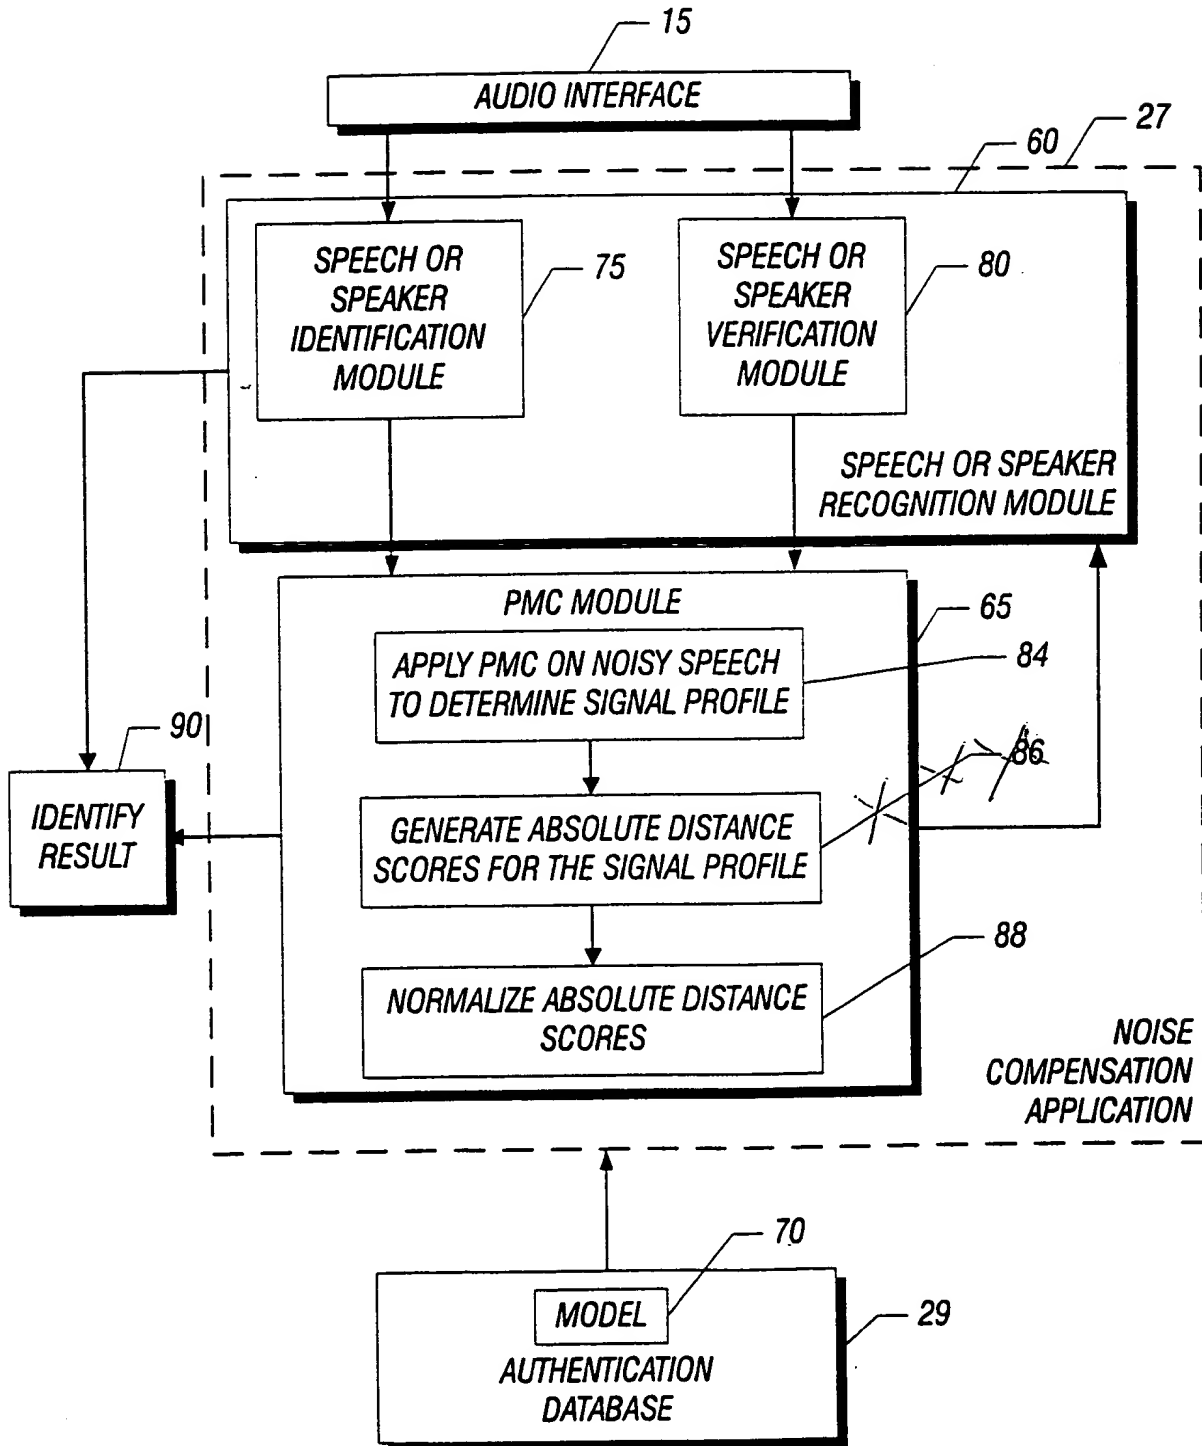 15
AUDIO INTERFACE
27
60
SPEECH OR
SPEAKER
IDENTIFICATION
MODULE
75
SPEECH OR
SPEAKER
VERIFICATION
MODULE
80
SPEECH OR SPEAKER
RECOGNITION MODULE
PMC MODULE
65
APPLY PMC ON NOISY SPEECH
TO DETERMINE SIGNAL PROFILE
84
90
IDENTIFY
RESULT
86
GENERATE ABSOLUTE DISTANCE
SCORES FOR THE SIGNAL PROFILE
88
NORMALIZE ABSOLUTE DISTANCE
SCORES
NOISE
COMPENSATION
APPLICATION
70
MODEL
29
AUTHENTICATION
DATABASE